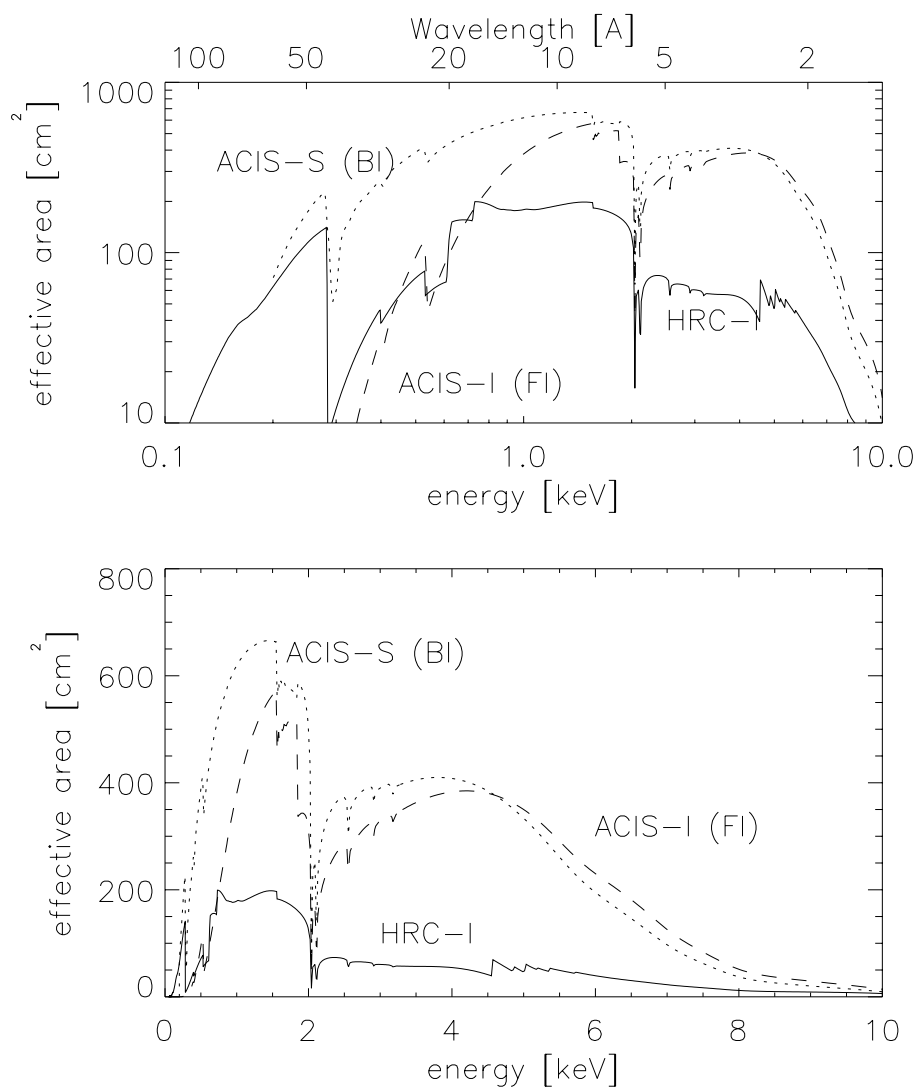 Wavelength [A]
100 50 20 10 5 2
1000
100
10
effective area [cm²]
ACIS-S (BI)
HRC-I
ACIS-I (FI)
0.1 1.0 10.0
energy [keV]
800
600
400
200
0
effective area [cm²]
ACIS-S (BI)
ACIS-I (FI)
HRC-I
0 2 4 6 8 10
energy [keV]